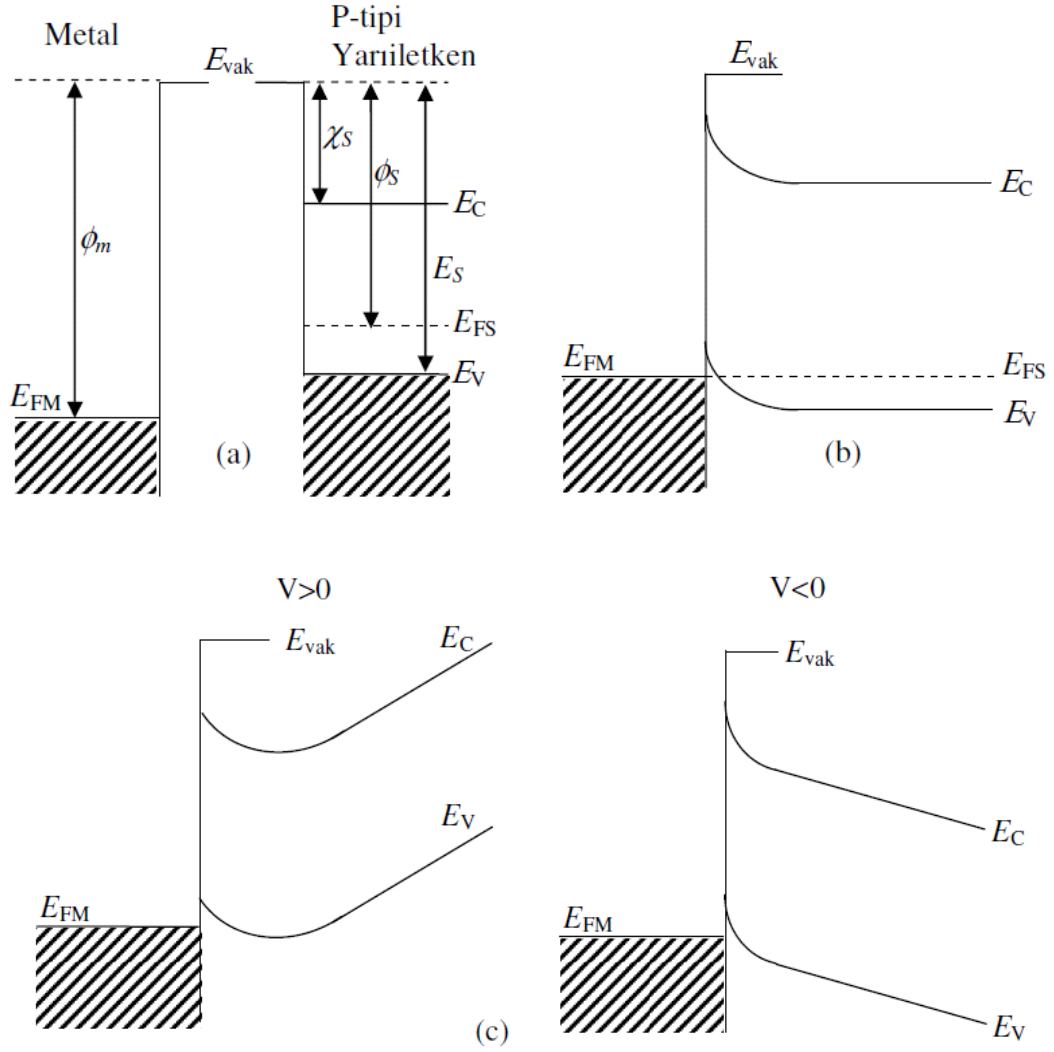 Metal
P-tipi
Yarıiletken
E_vak
χ_S
ϕ_S
E_C
ϕ_m
E_S
E_FS
E_V
E_FM
(a)
E_vak
E_C
E_FM
E_FS
E_V
(b)
V>0
E_vak
E_C
E_V
E_FM
V<0
E_vak
E_C
E_FM
E_V
(c)